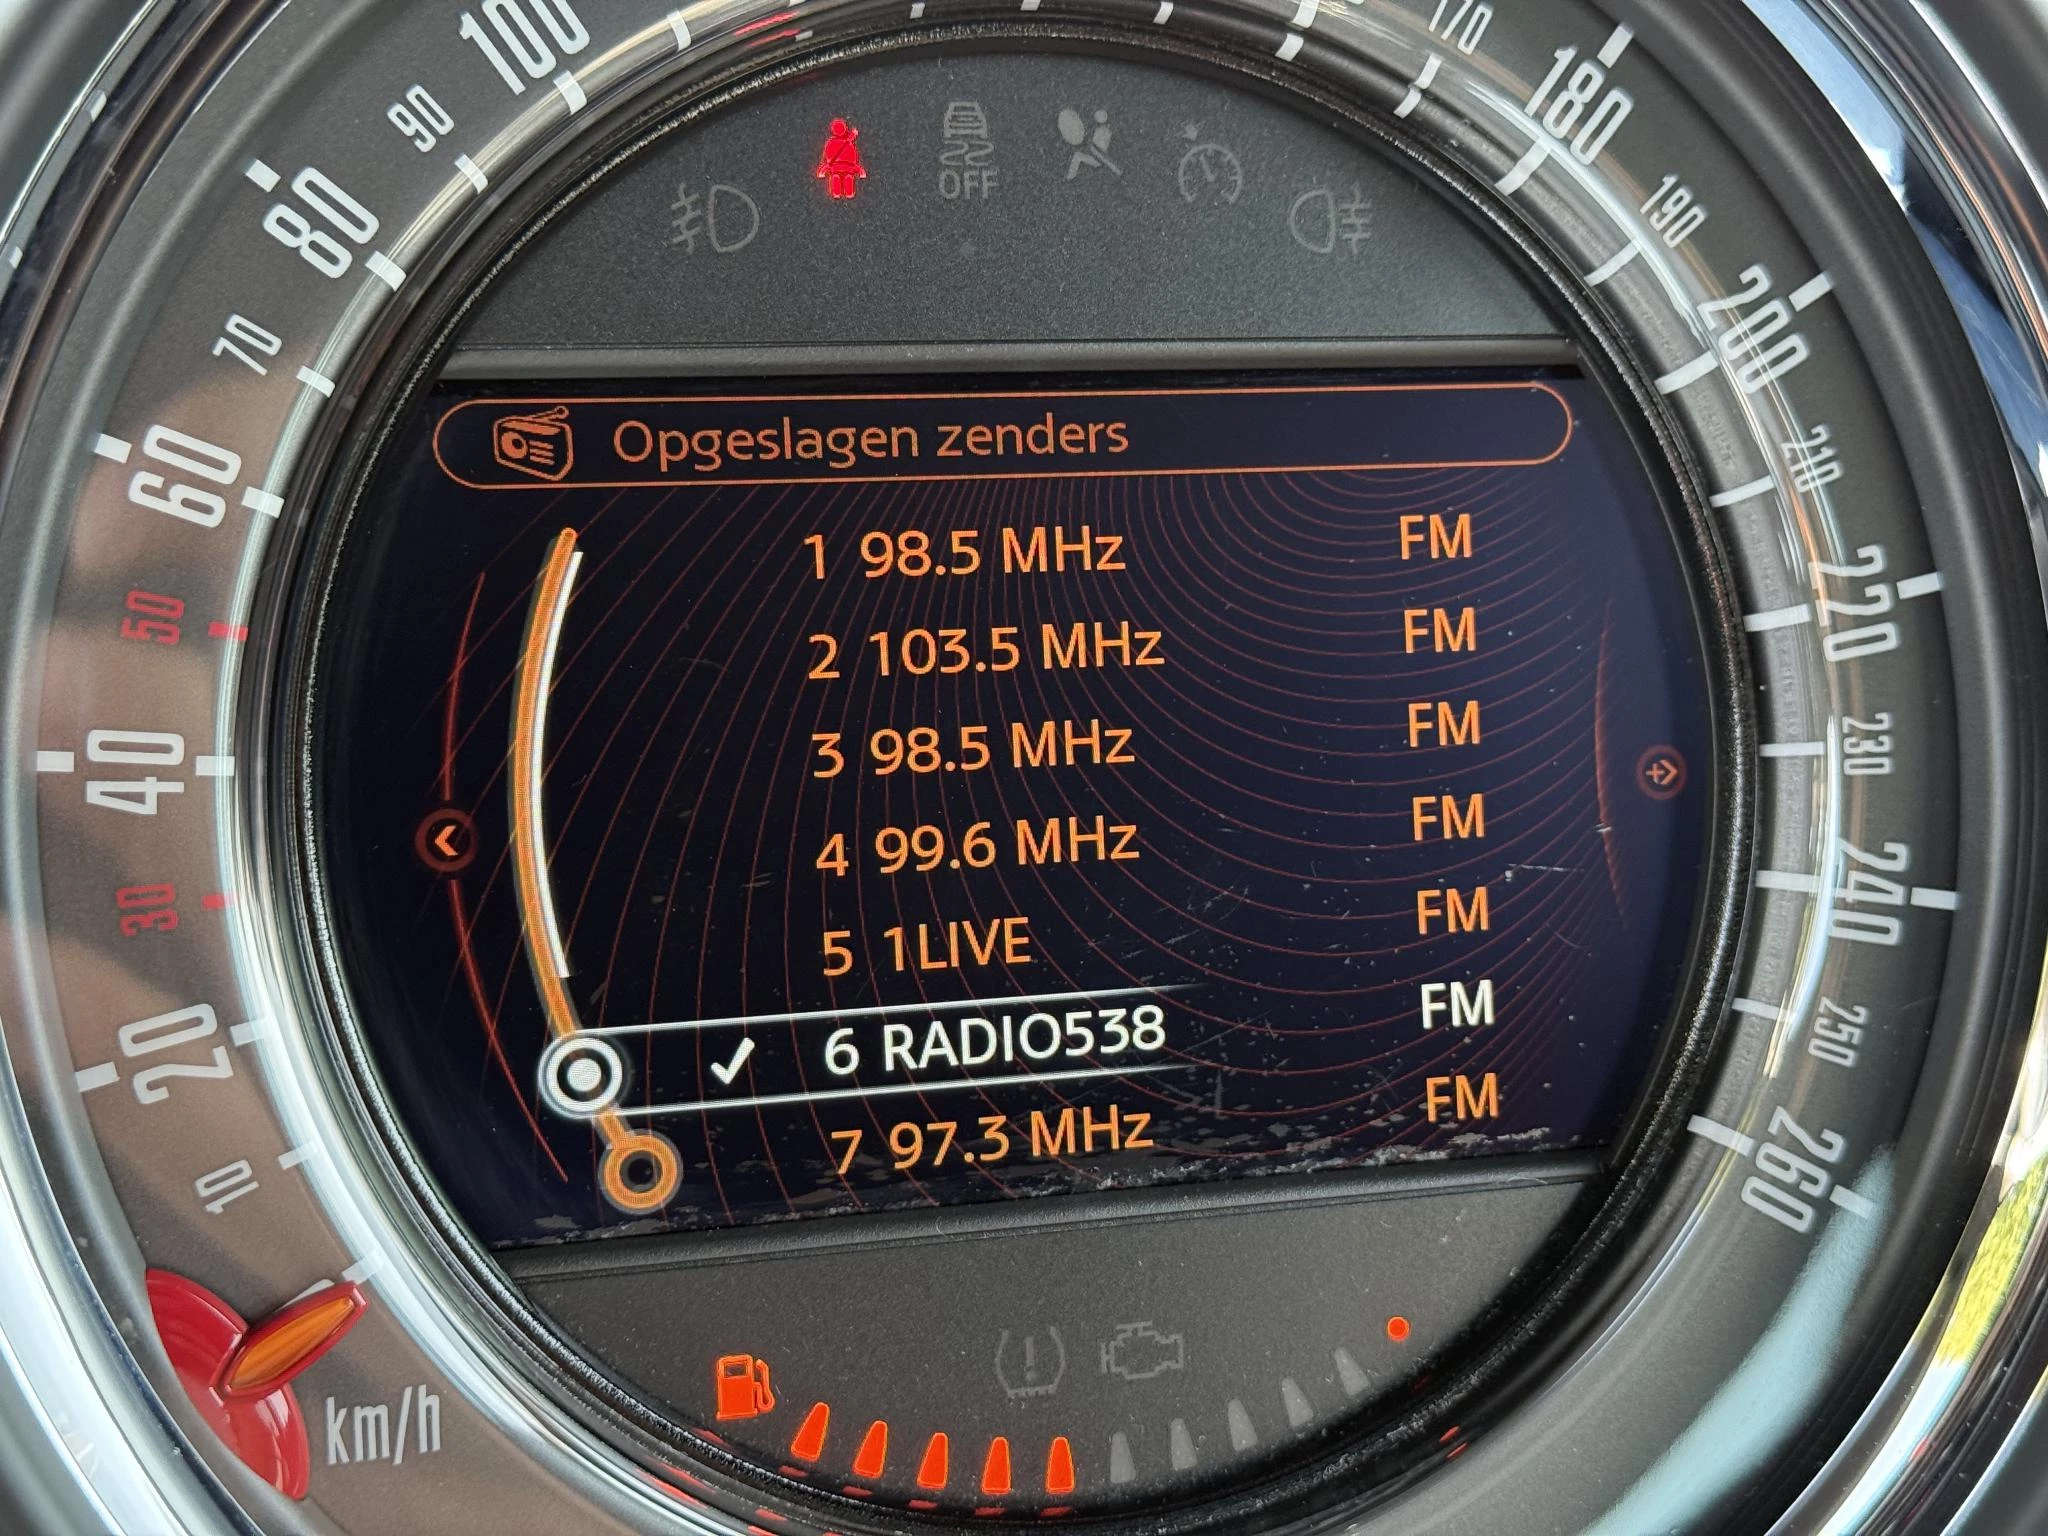 100
90
80
70
60
50
40
30
20
10
km/h
170
180
190
200
210
220
230
240
250
260
OFF
Opgeslagen zenders
1 98.5 MHz FM
2 103.5 MHz FM
3 98.5 MHz FM
4 99.6 MHz FM
5 1LIVE FM
6 RADIO538 FM
7 97.3 MHz FM